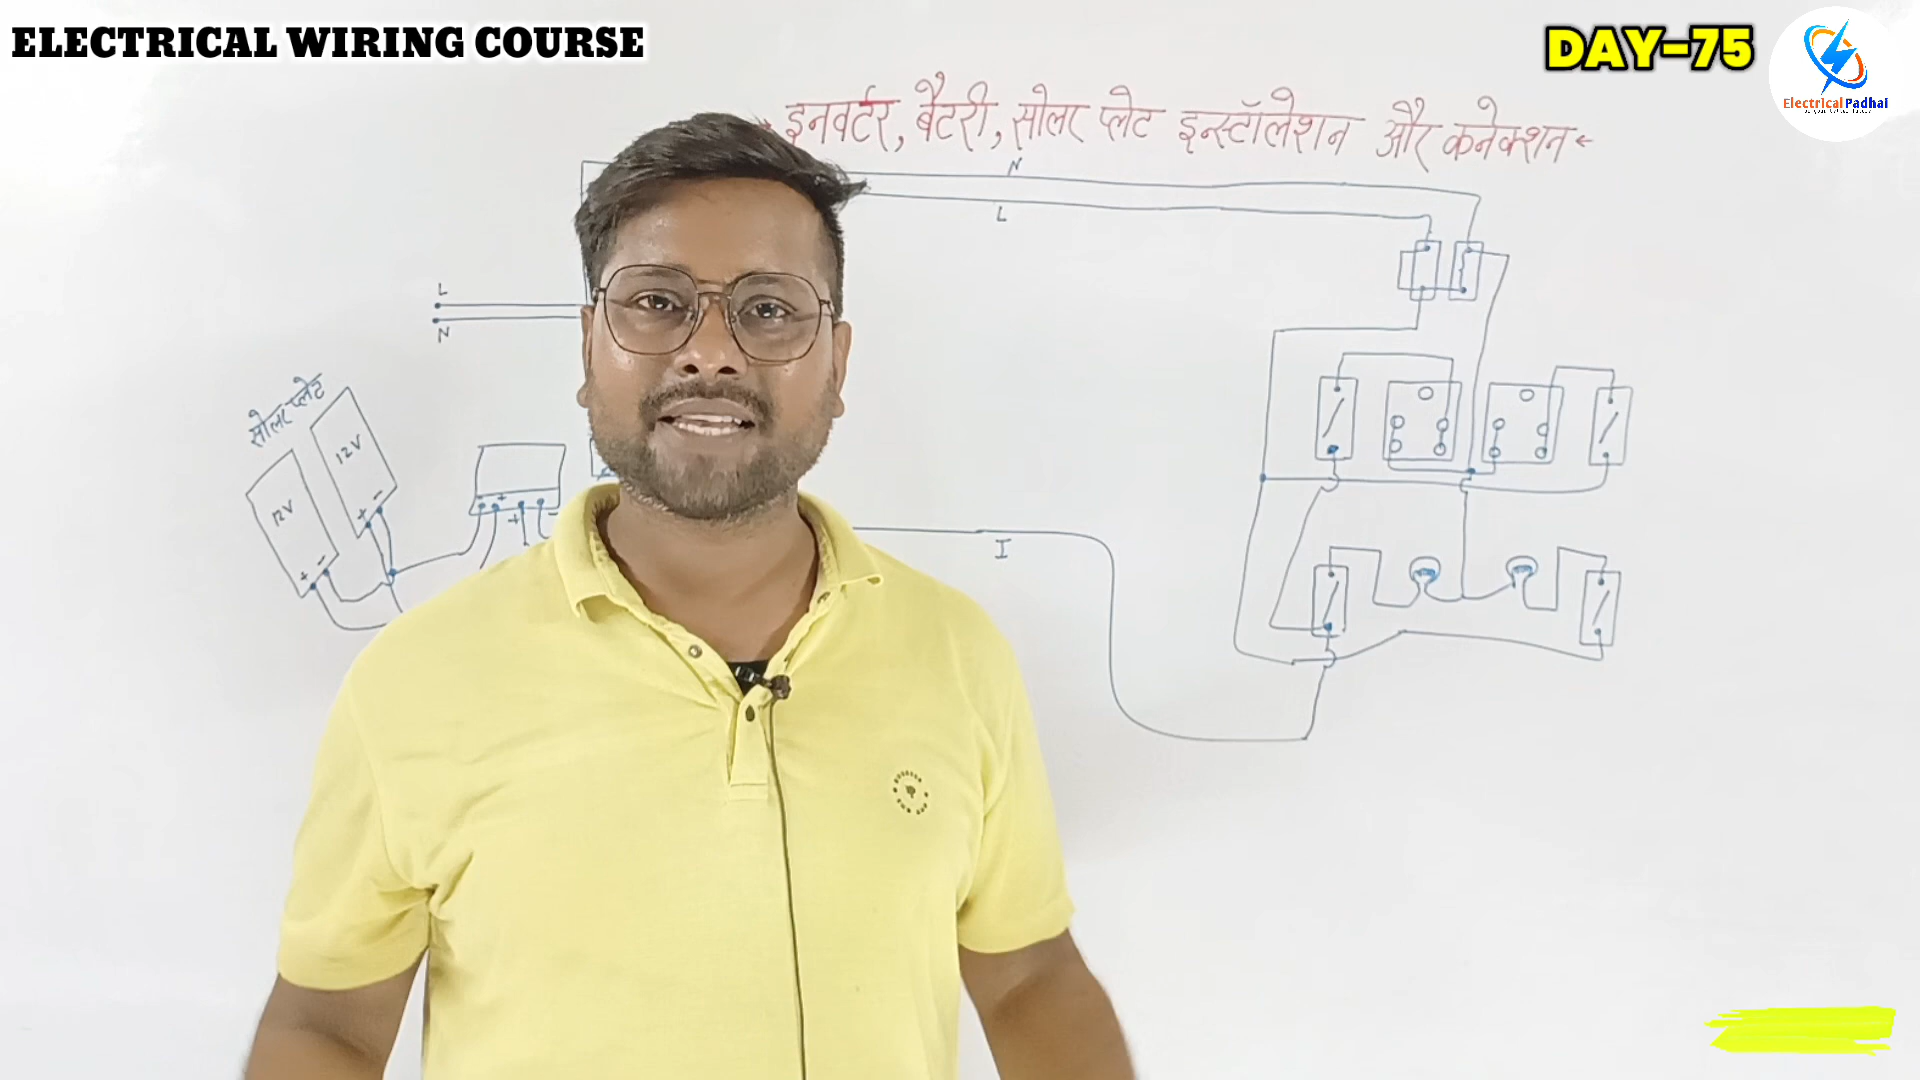 ELECTRICAL WIRING COURSE
DAY-75
Electrical Padhai
इनवर्टर, बैटरी, सोलर प्लेट इन्स्टॉलेशन और कनेक्शन ←
N
L
L
N
सोलर प्लेट
12V
12V
+ -
+ -
+
+ -
I